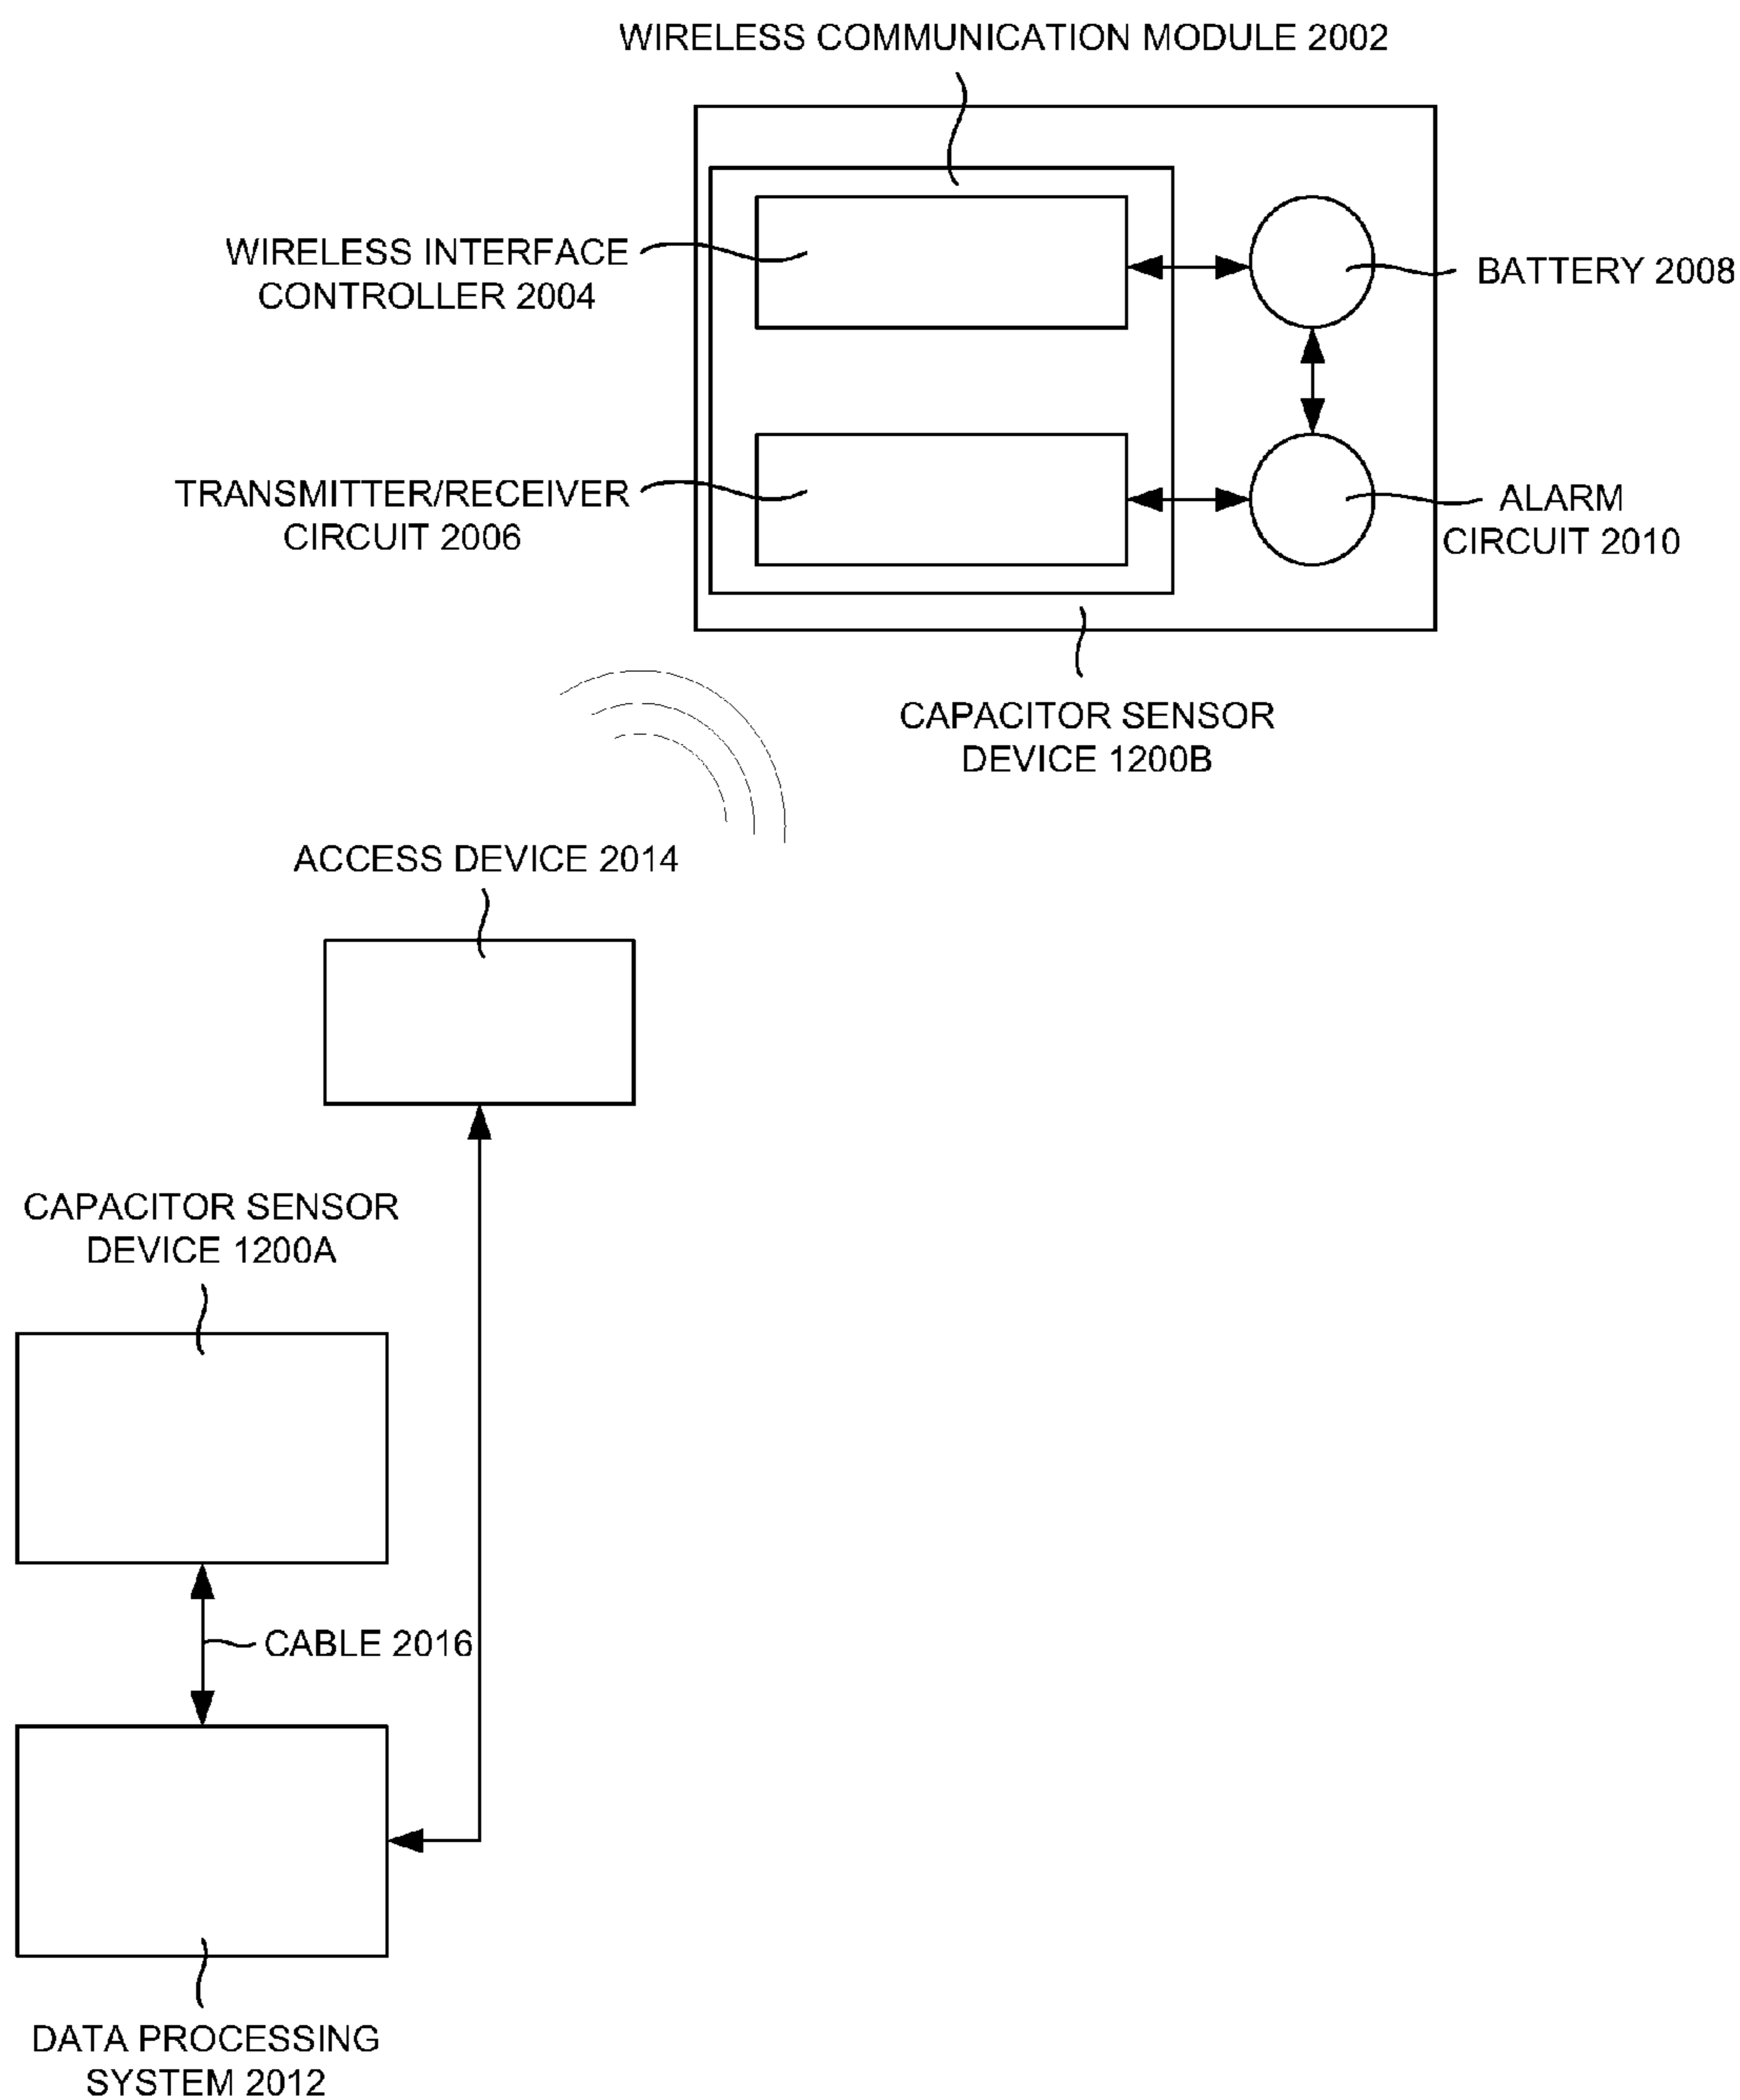 WIRELESS COMMUNICATION MODULE 2002
WIRELESS INTERFACE
CONTROLLER 2004
BATTERY 2008
TRANSMITTER/RECEIVER
CIRCUIT 2006
ALARM
CIRCUIT 2010
CAPACITOR SENSOR
DEVICE 1200B
ACCESS DEVICE 2014
CAPACITOR SENSOR
DEVICE 1200A
CABLE 2016
DATA PROCESSING
SYSTEM 2012